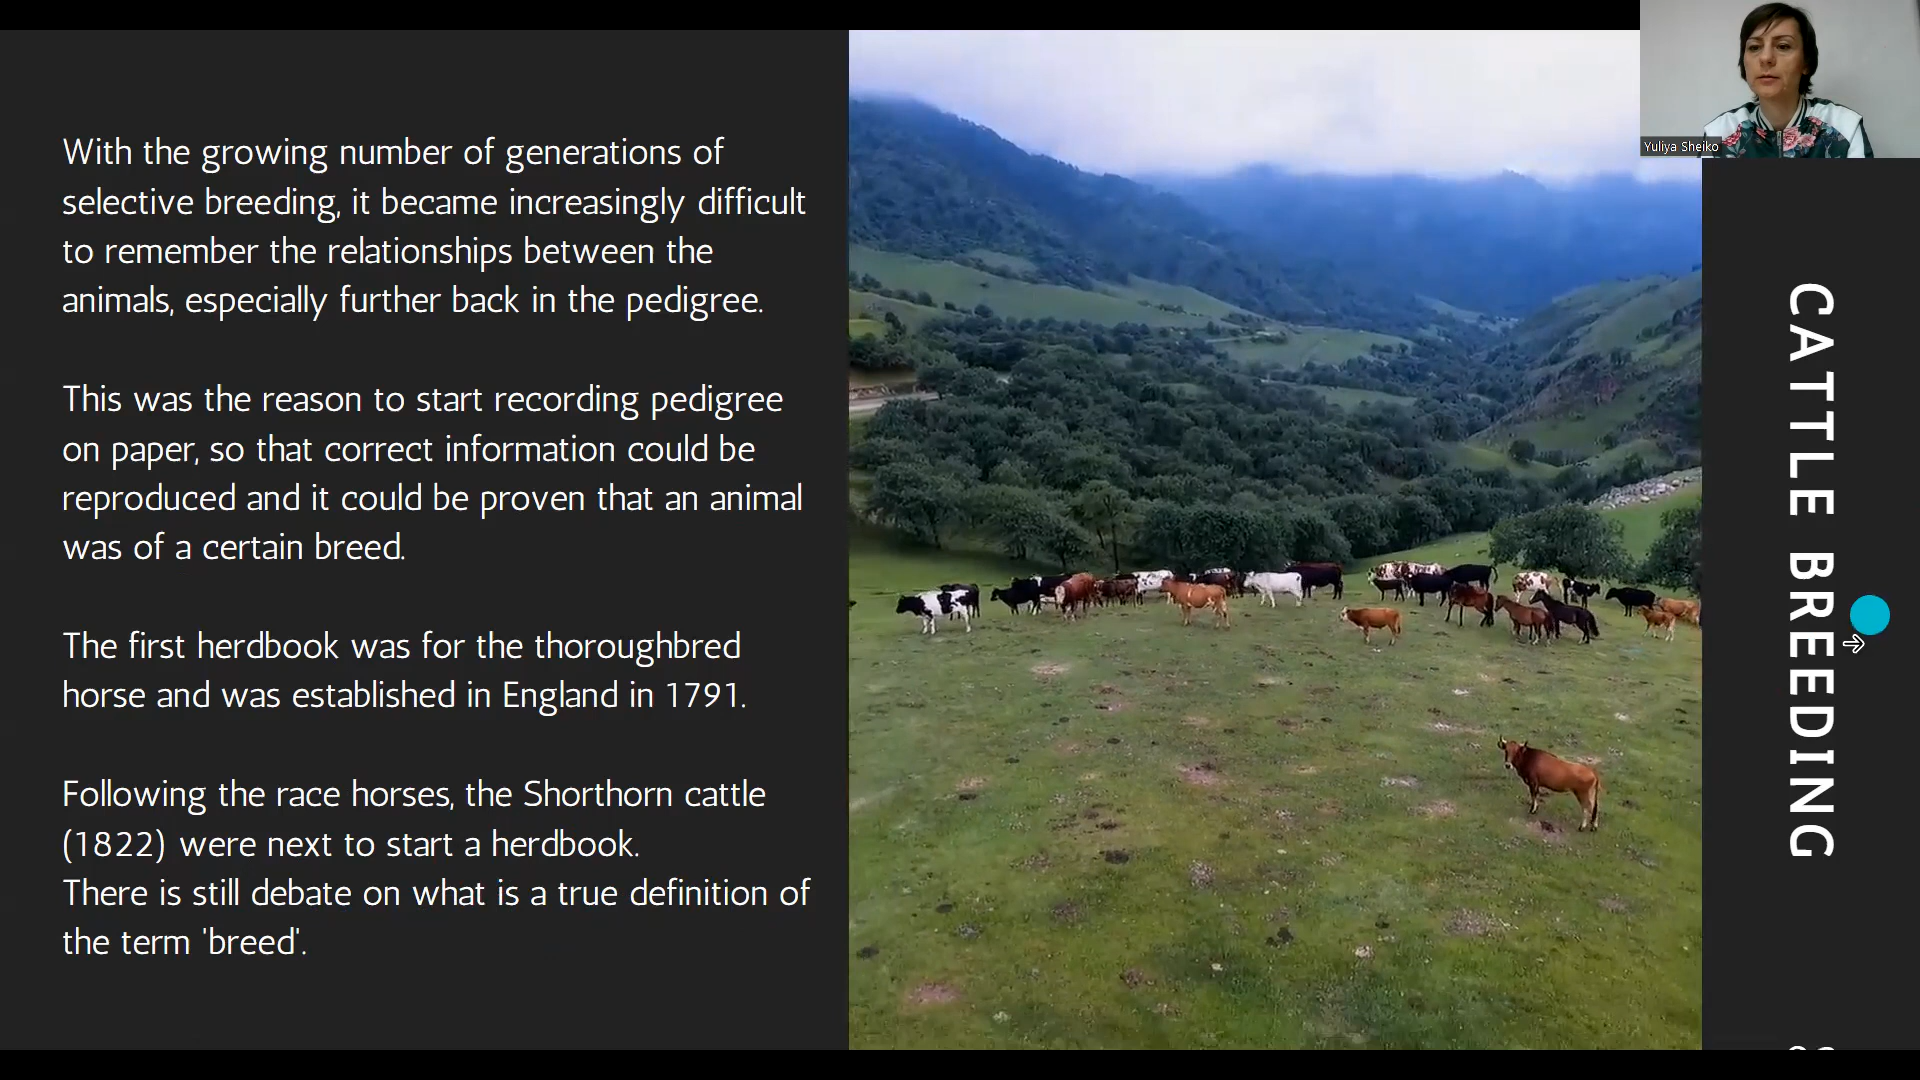 With the growing number of generations of
selective breeding, it became increasingly difficult
to remember the relationships between the
animals, especially further back in the pedigree.
This was the reason to start recording pedigree
on paper, so that correct information could be
reproduced and it could be proven that an animal
was of a certain breed.
The first herdbook was for the thoroughbred
horse and was established in England in 1791.
Following the race horses, the Shorthorn cattle
(1822) were next to start a herdbook.
There is still debate on what is a true definition of
the term 'breed'.
CATTLE BREEDING
Yuliya Sheiko